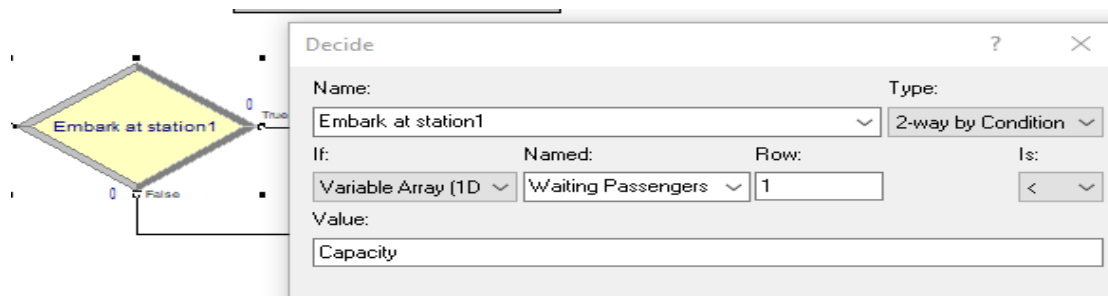 Decide ?
Name: Type:
Embark at station1 2-way by Condition
If: Named: Row: Is:
Variable Array (1D Waiting Passengers 1 <
Value:
Capacity
Embark at station1
0 True
0 False